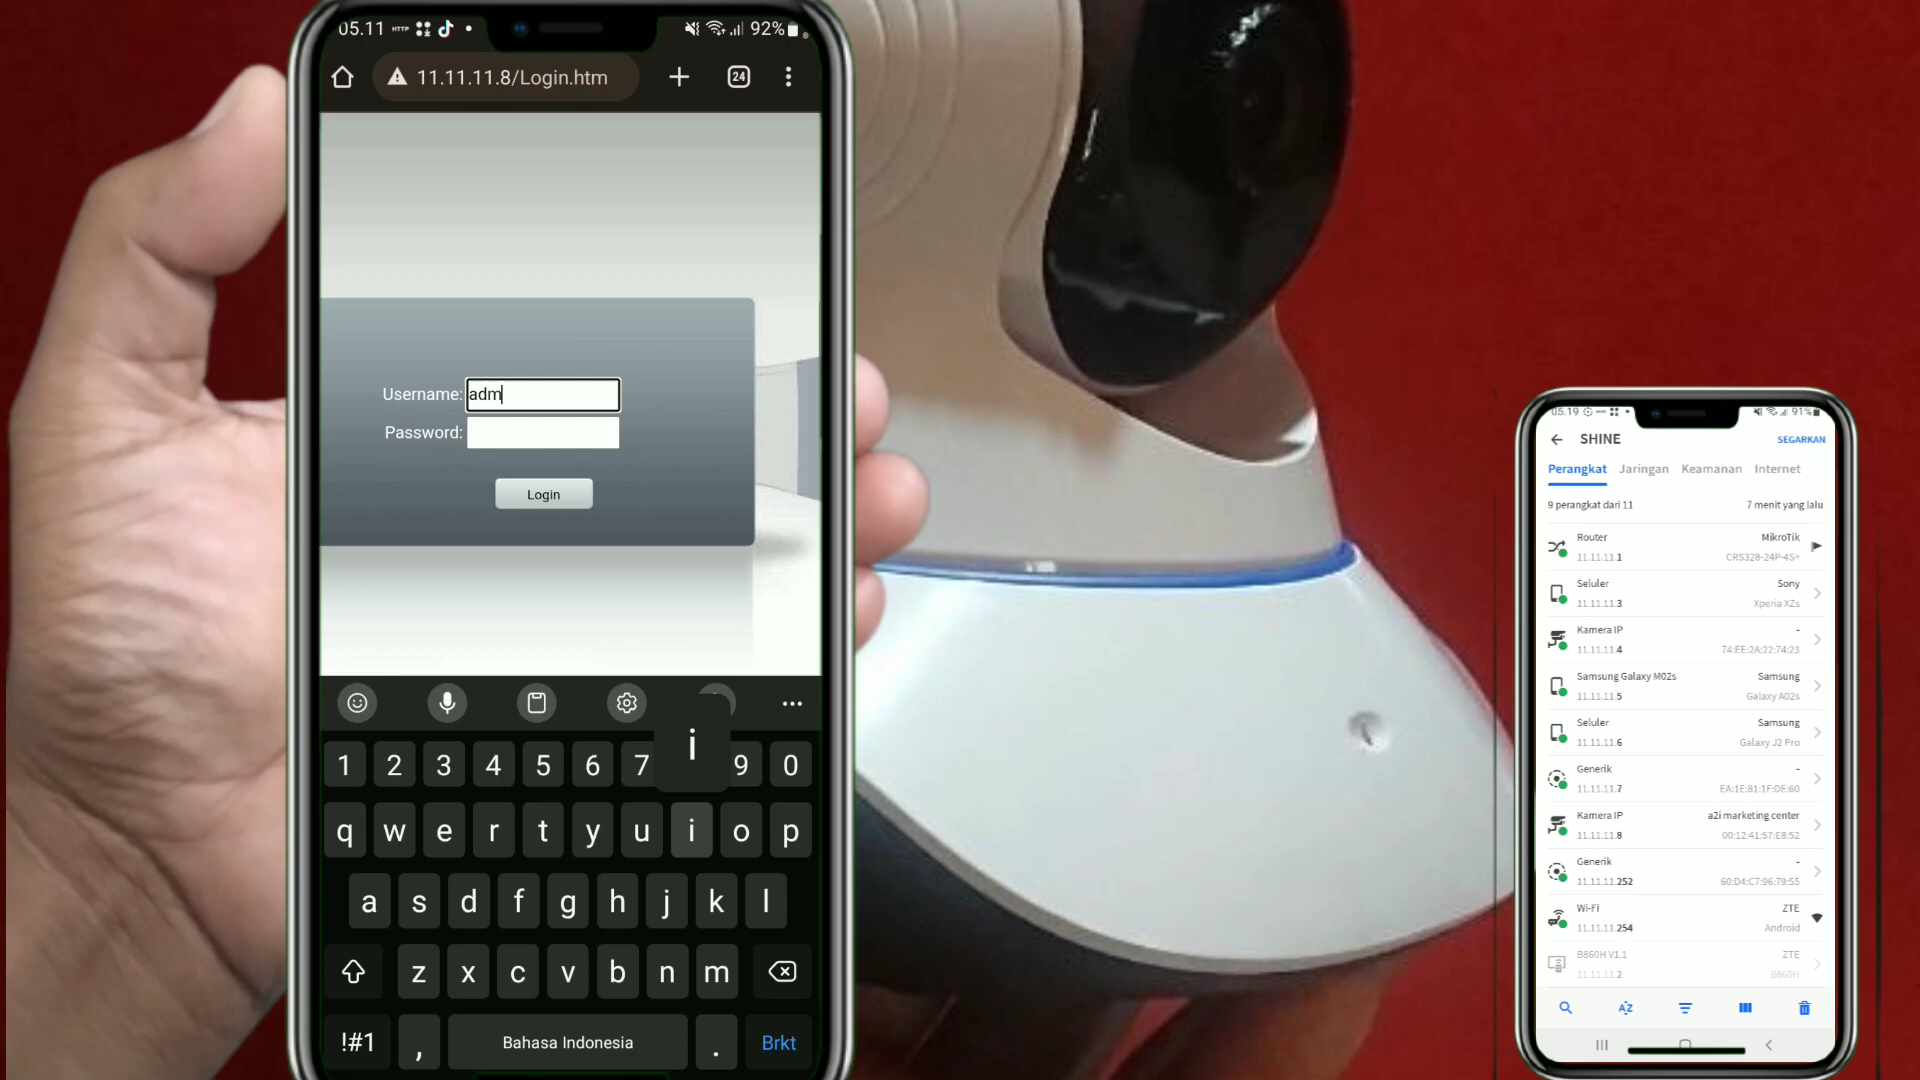 05.11 HTTP 92%
11.11.11.8/Login.htm
24
Username: adm
Password:
Login
i
1 2 3 4 5 6 7 9 0
q w e r t y u i o p
a s d f g h j k l
z x c v b n m
!#1 , Bahasa Indonesia . Brkt
05.19 91%
SHINE SEGARKAN
Perangkat Jaringan Keamanan Internet
9 perangkat dari 11 7 menit yang lalu
Router MikroTik
11.11.11.1 CRS328-24P-4S+
Seluler Sony
11.11.11.3 Xperia XZs
Kamera IP -
11.11.11.4 74:EE:2A:22:74:23
Samsung Galaxy M02s Samsung
11.11.11.5 Galaxy A02s
Seluler Samsung
11.11.11.6 Galaxy J2 Pro
Generik -
11.11.11.7 EA:1E:81:1F:DE:60
Kamera IP a2i marketing center
11.11.11.8 00:12:41:57:E8:52
Generik -
11.11.11.252 60:D4:C7:96:79:55
Wi-Fi ZTE
11.11.11.254 Android
B860H V1.1 ZTE
11.11.11.2 B860H
AZ